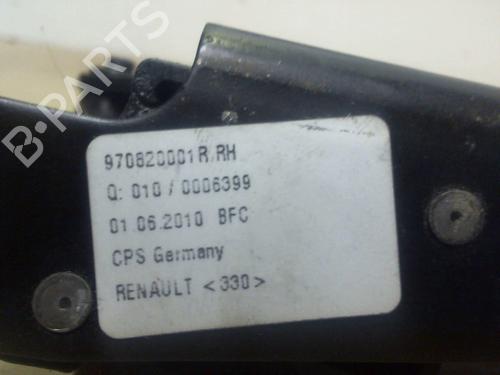 B-PARTS
970820001R/RH
Q: 010 / 0006399
01.06.2010 BFC
CPS Germany
RENAULT <330>